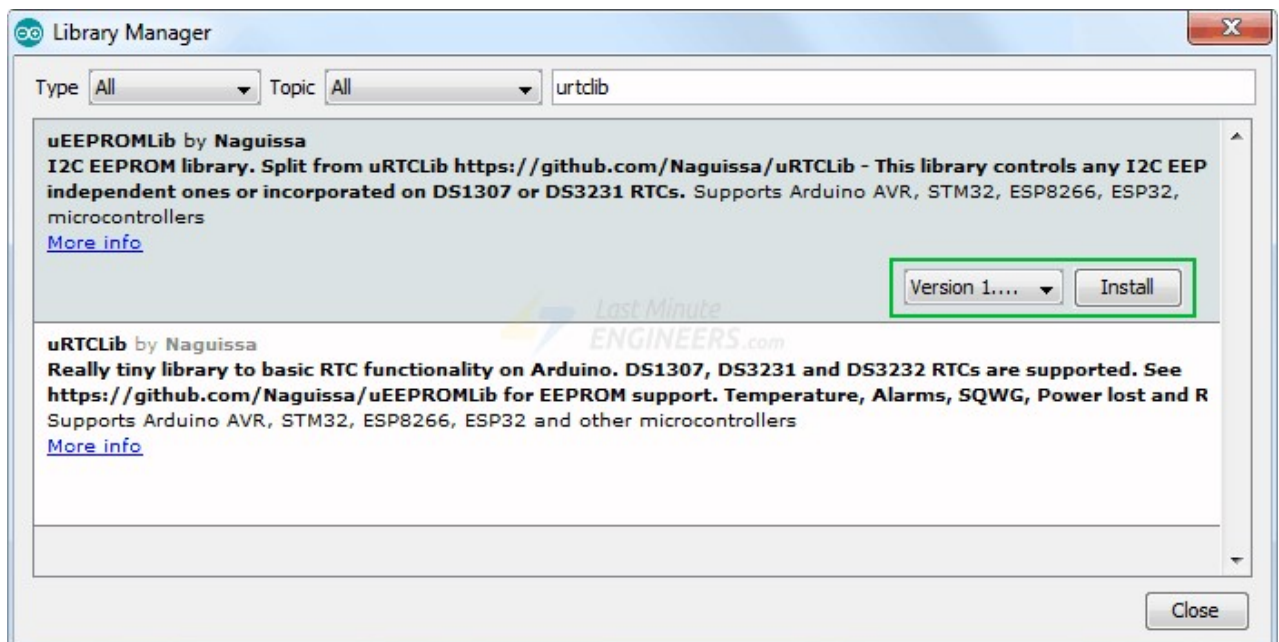 Library Manager
Type All Topic All urtclib
uEEPROMLib by Naguissa
I2C EEPROM library. Split from uRTCLib https://github.com/Naguissa/uRTCLib - This library controls any I2C EEP
independent ones or incorporated on DS1307 or DS3231 RTCs. Supports Arduino AVR, STM32, ESP8266, ESP32,
microcontrollers
More info
Version 1.... Install
Last Minute
ENGINEERS.com
uRTCLib by Naguissa
Really tiny library to basic RTC functionality on Arduino. DS1307, DS3231 and DS3232 RTCs are supported. See
https://github.com/Naguissa/uEEPROMLib for EEPROM support. Temperature, Alarms, SQWG, Power lost and R
Supports Arduino AVR, STM32, ESP8266, ESP32 and other microcontrollers
More info
Close